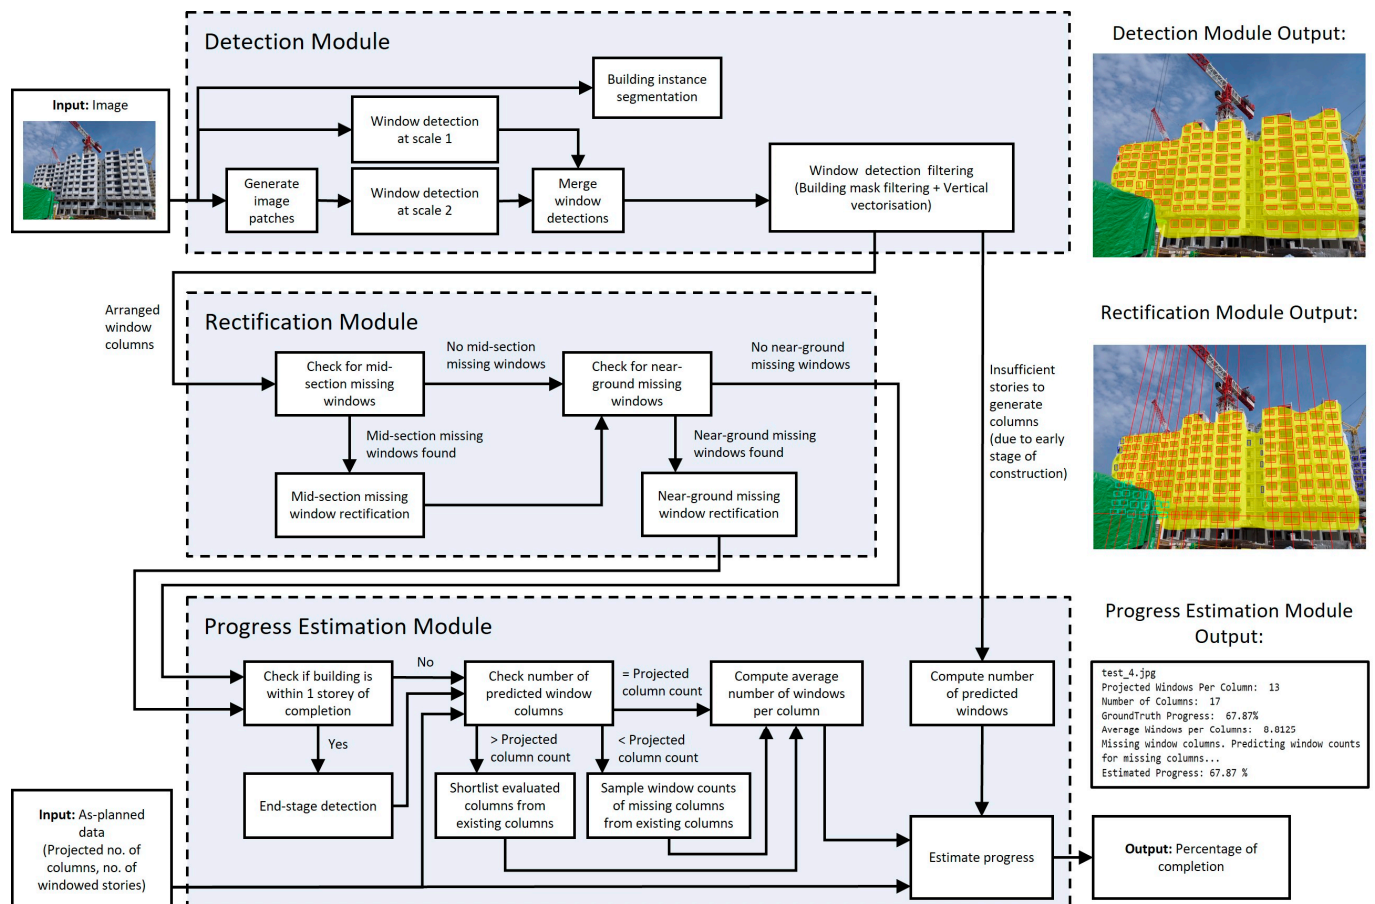 Detection Module
Input: Image
Building instance
segmentation
Window detection
at scale 1
Generate
image
patches
Window detection
at scale 2
Merge
window
detections
Window detection filtering
(Building mask filtering + Vertical
vectorisation)
Detection Module Output:
Arranged
window
columns
Rectification Module
Check for mid-
section missing
windows
No mid-section
missing windows
Check for near-
ground missing
windows
No near-ground
missing windows
Mid-section missing
windows found
Near-ground missing
windows found
Mid-section missing
window rectification
Near-ground missing
window rectification
Insufficient
stories to
generate
columns
(due to early
stage of
construction)
Rectification Module Output:
Progress Estimation Module
Check if building is
within 1 storey of
completion
No
Yes
End-stage detection
Check number of
predicted window
columns
= Projected
column count
> Projected
column count
< Projected
column count
Shortlist evaluated
columns from
existing columns
Sample window counts
of missing columns
from existing columns
Compute average
number of windows
per column
Compute number
of predicted
windows
Estimate progress
Input: As-planned
data
(Projected no. of
columns, no. of
windowed stories)
Output: Percentage of
completion
Progress Estimation Module
Output:
test_4.jpg
Projected Windows Per Column: 13
Number of Columns: 17
GroundTruth Progress: 67.87%
Average Windows per Columns: 8.8125
Missing window columns. Predicting window counts
for missing columns...
Estimated Progress: 67.87 %